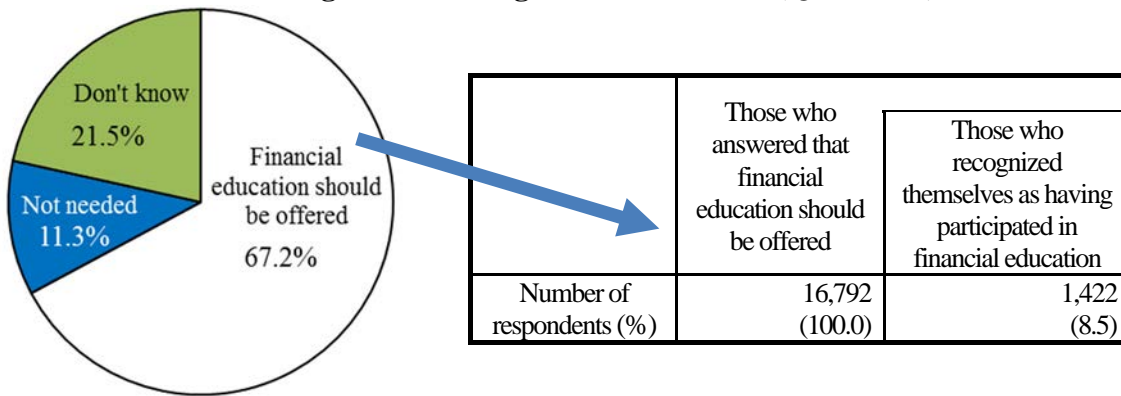 Don't know
21.5%
Not needed
11.3%
Financial
education should
be offered
67.2%
Those who
answered that
financial
education should
be offered
Those who
recognized
themselves as having
participated in
financial education
Number of
respondents (%)
16,792
(100.0)
1,422
(8.5)